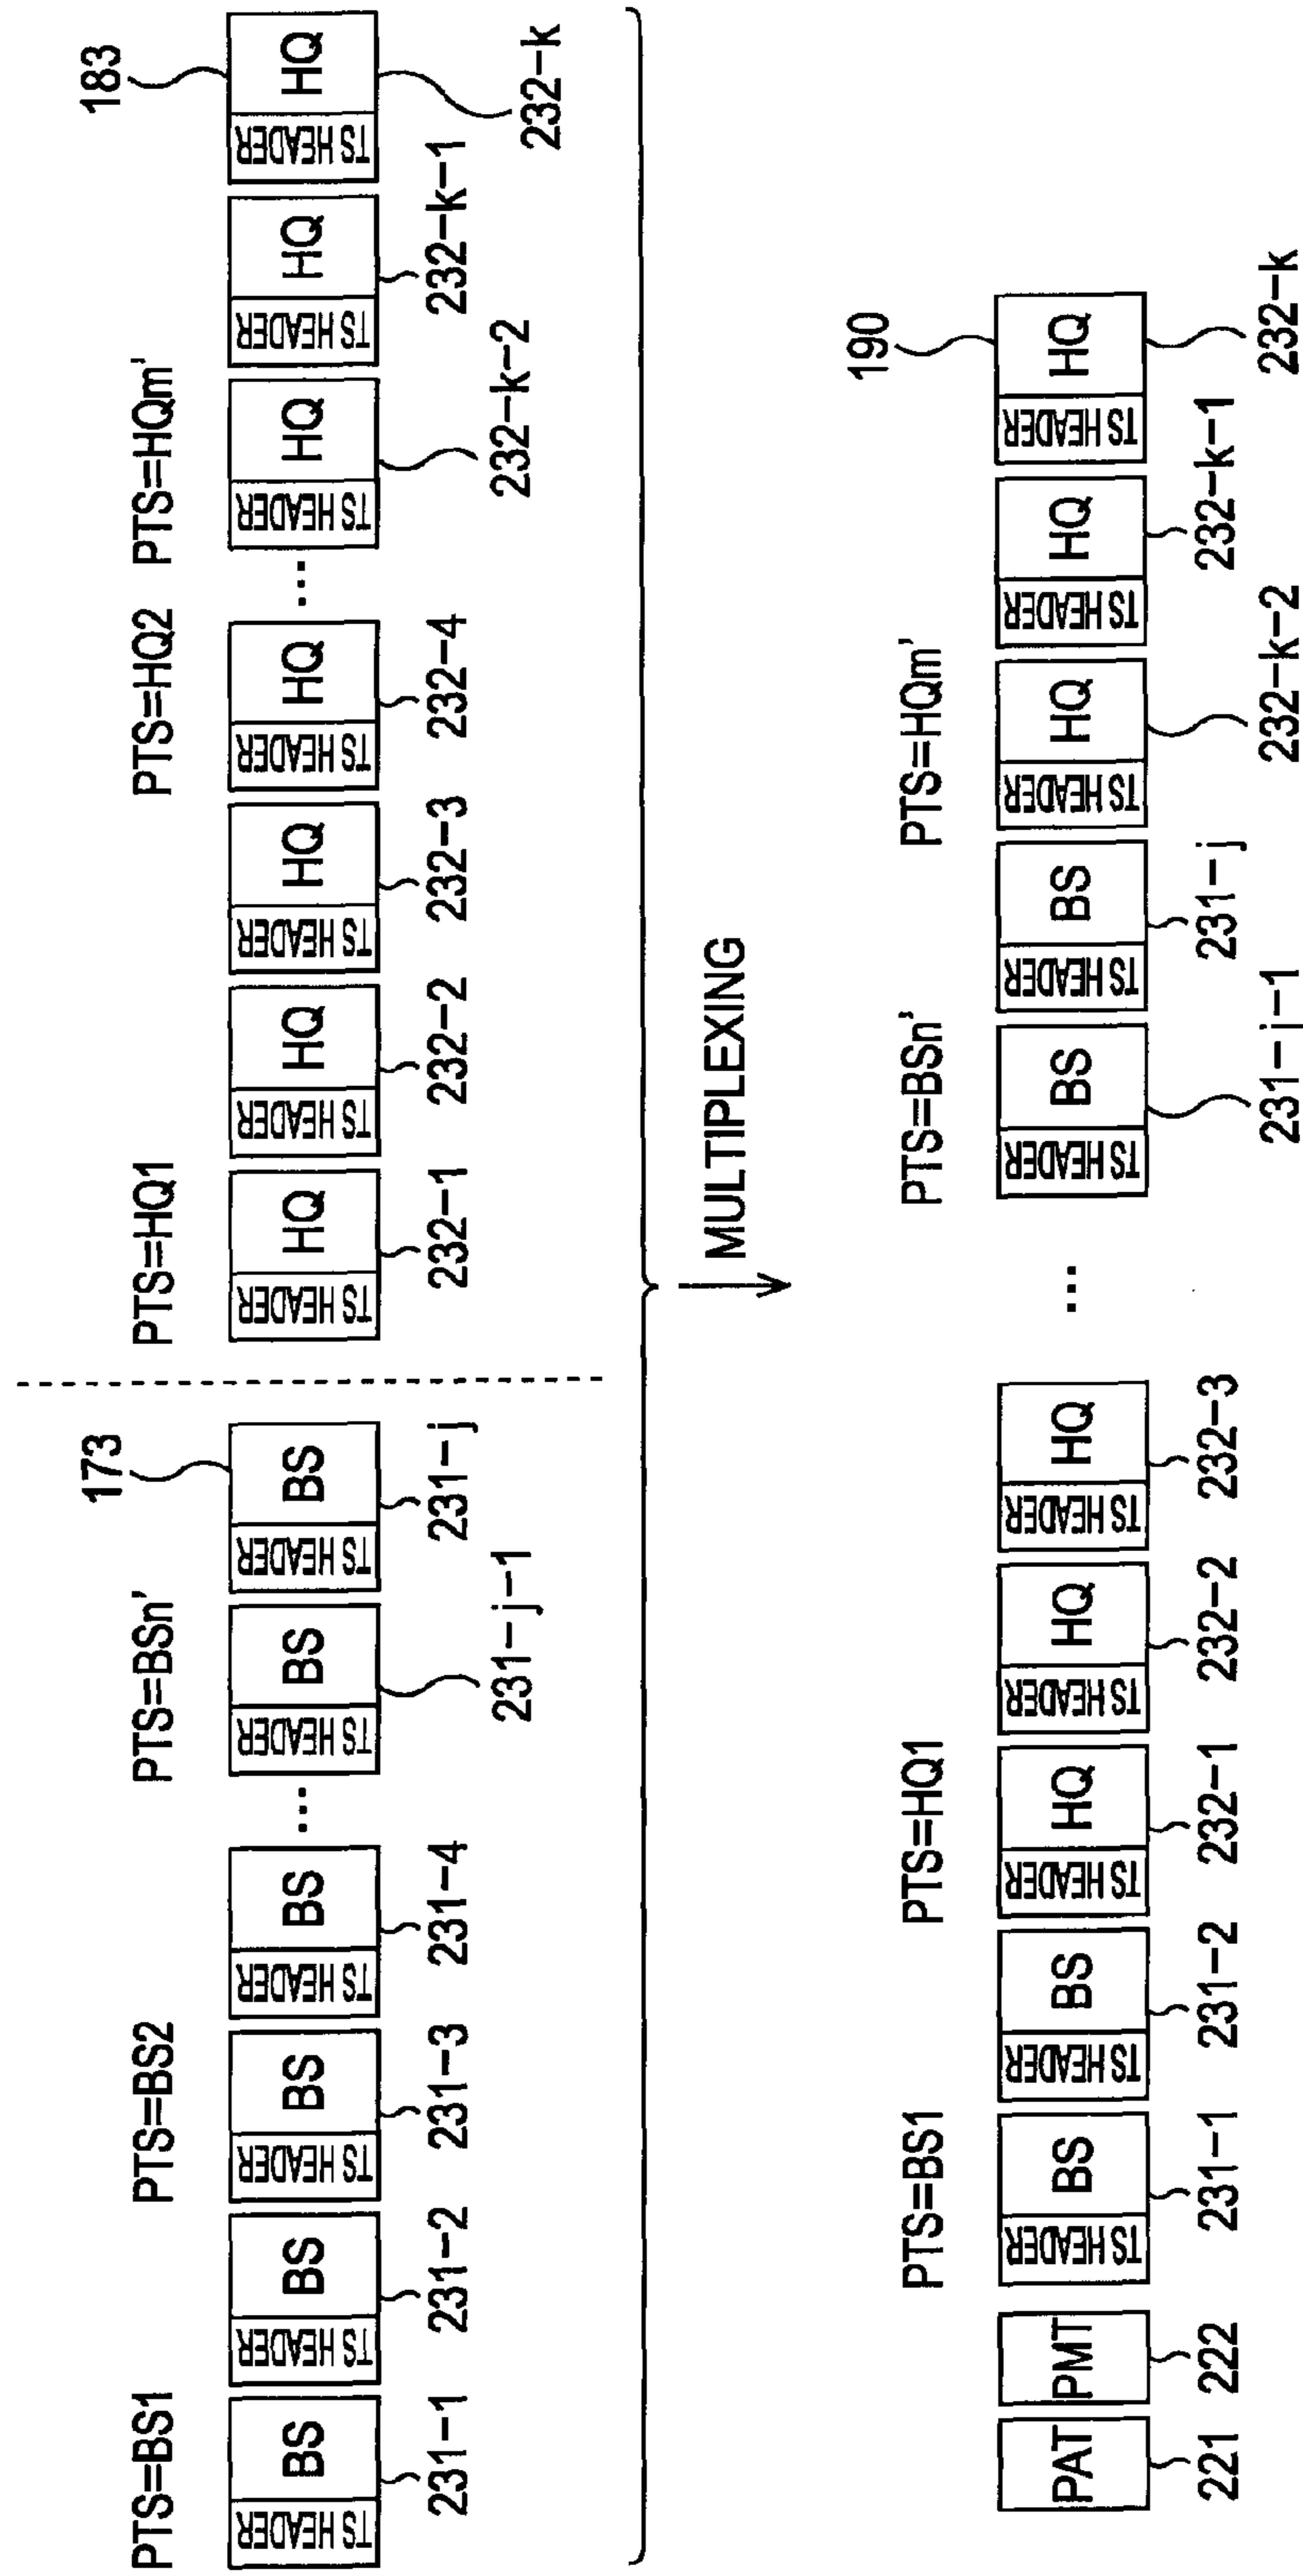 PTS=BS1 PTS=BS2 PTS=BSn' PTS=HQ1 PTS=HQ2 PTS=HQm'
173 183
TS HEADER BS TS HEADER BS TS HEADER BS TS HEADER BS ... TS HEADER BS TS HEADER BS TS HEADER HQ TS HEADER HQ TS HEADER HQ TS HEADER HQ ... TS HEADER HQ TS HEADER HQ TS HEADER HQ
231-1 231-2 231-3 231-4 231-j-1 231-j 232-1 232-2 232-3 232-4 232-k-2 232-k-1 232-k
MULTIPLEXING
PTS=BS1 PTS=HQ1 PTS=BSn' PTS=HQm'
190
PAT PMT TS HEADER BS TS HEADER BS TS HEADER HQ TS HEADER HQ TS HEADER HQ ... TS HEADER BS TS HEADER BS TS HEADER HQ TS HEADER HQ TS HEADER HQ
221 222 231-1 231-2 232-1 232-2 232-3 231-j-1 231-j 232-k-2 232-k-1 232-k